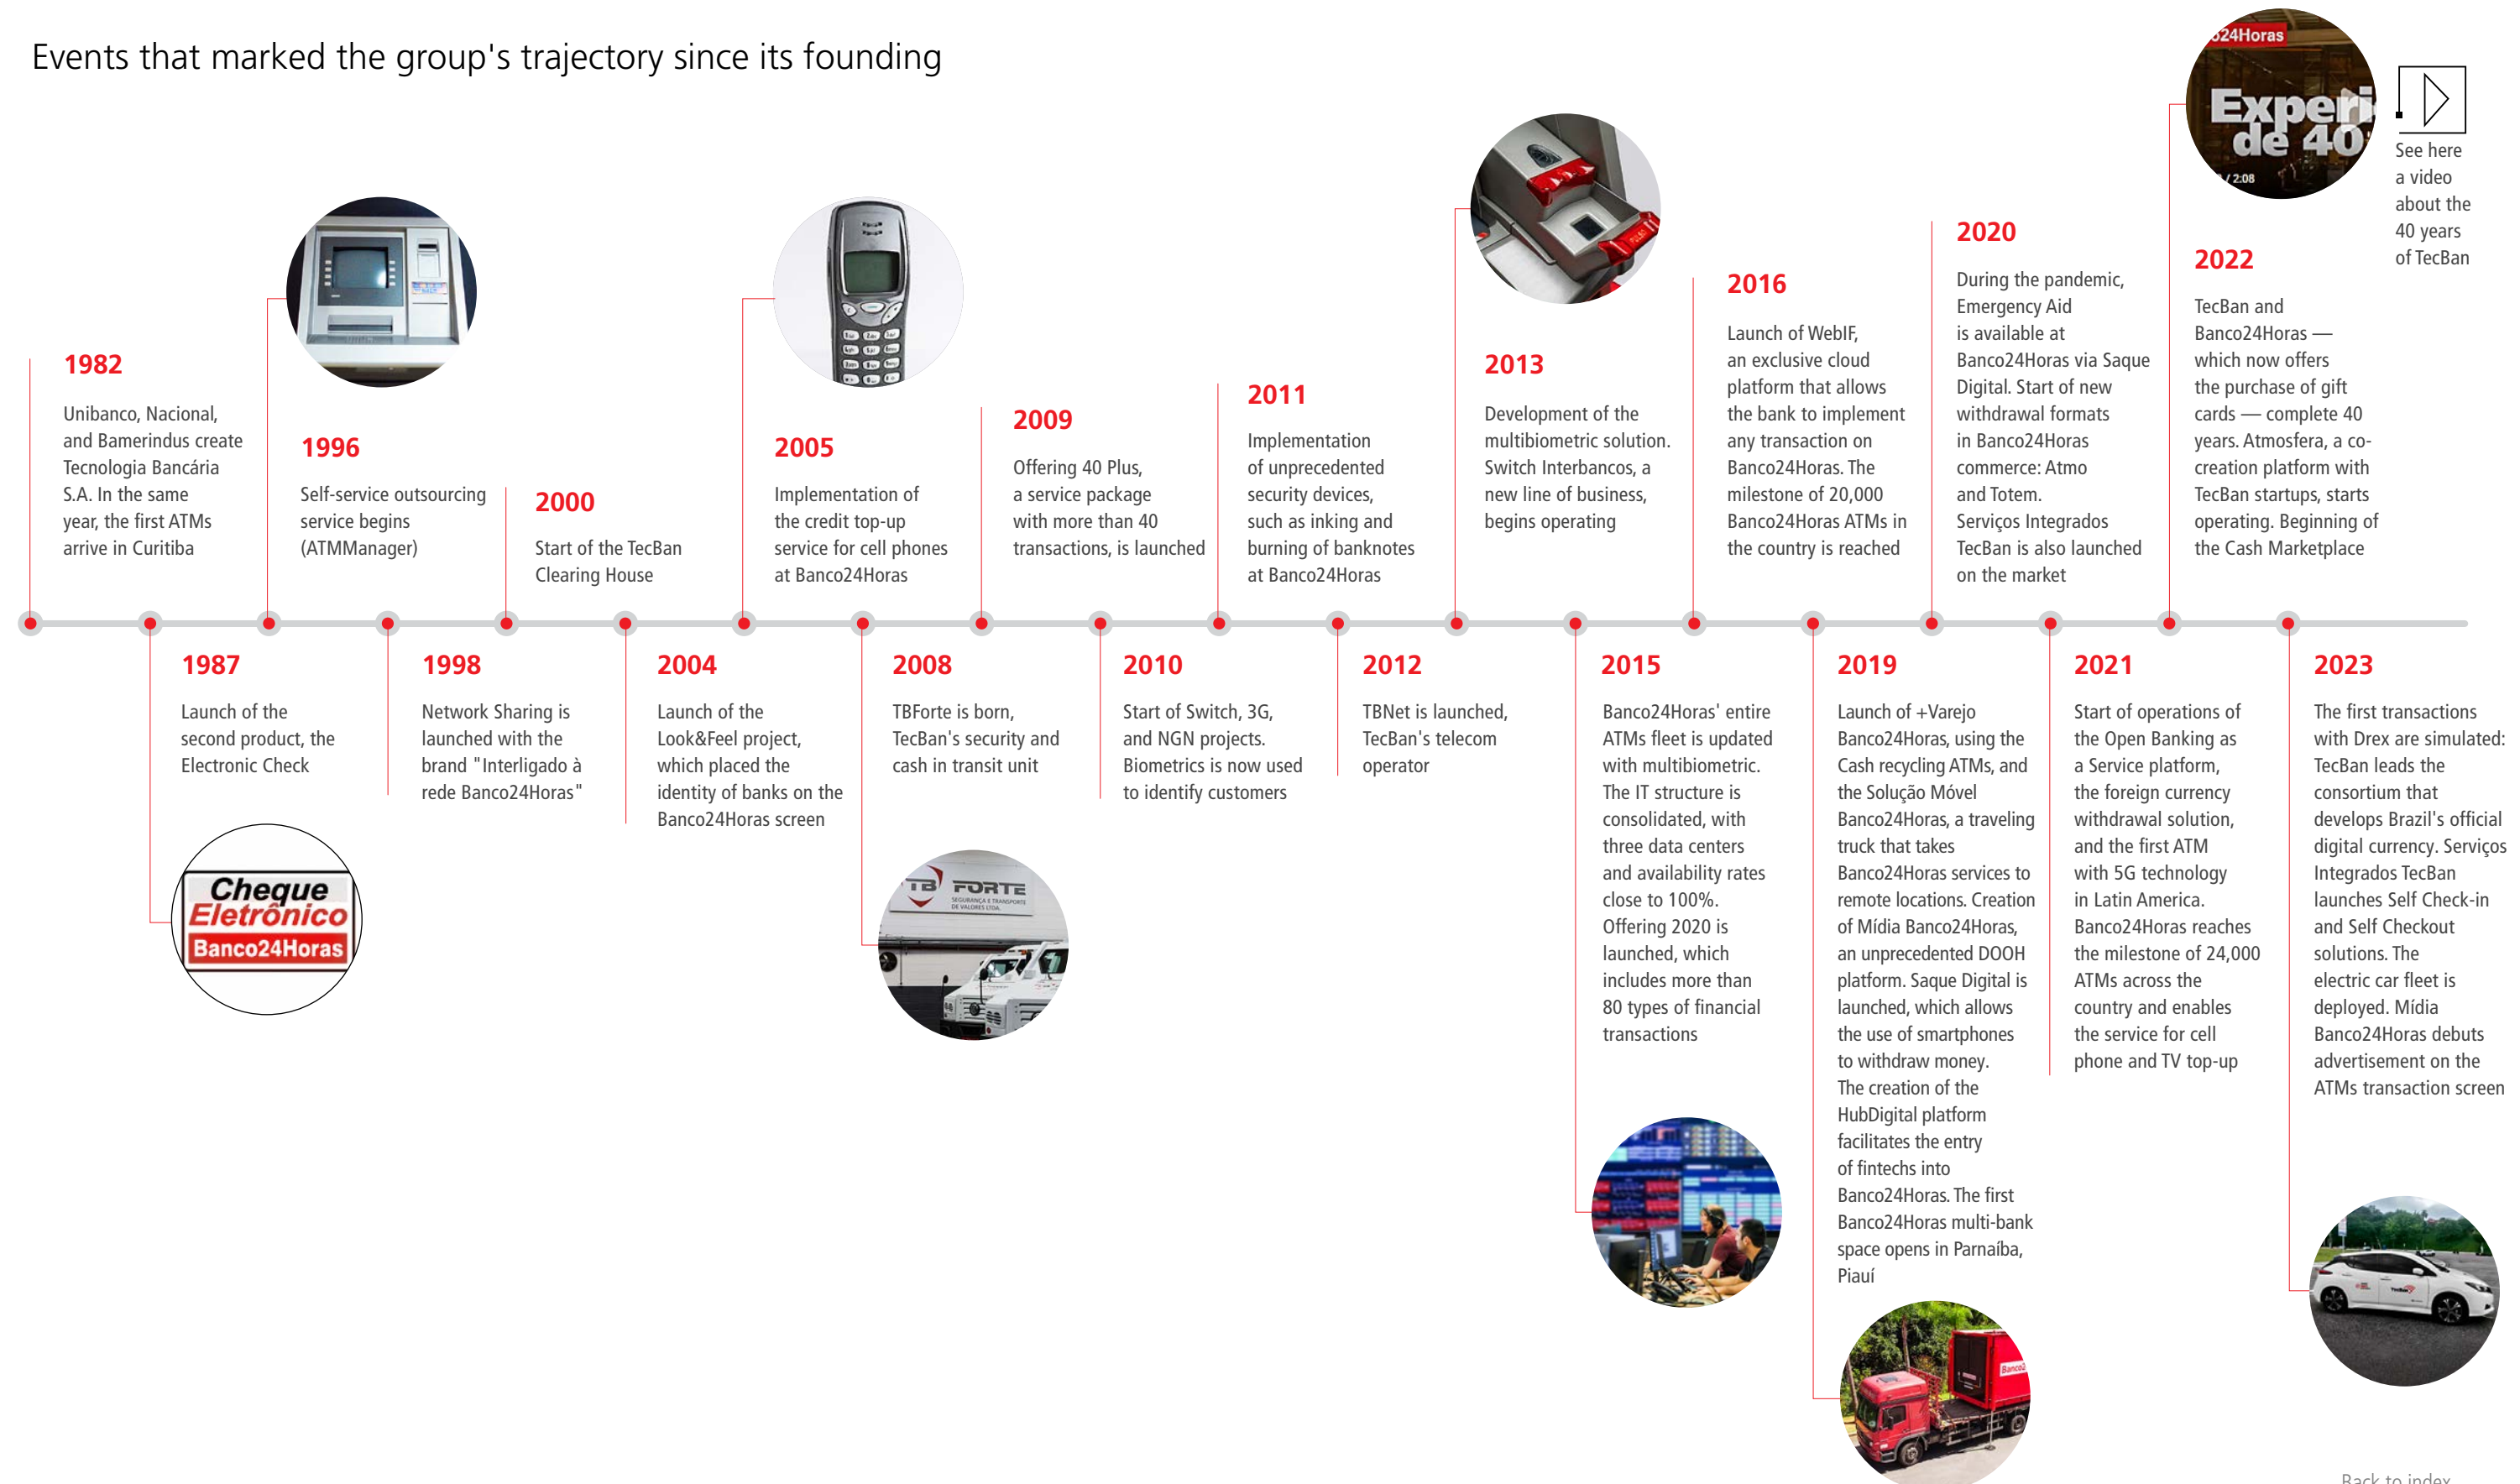 Events that marked the group's trajectory since its founding
1982
Unibanco, Nacional,
and Bamerindus create
Tecnologia Bancária
S.A. In the same
year, the first ATMs
arrive in Curitiba
1987
Launch of the
second product, the
Electronic Check
Cheque
Eletrônico
Banco24Horas
1996
Self-service outsourcing
service begins
(ATMManager)
1998
Network Sharing is
launched with the
brand "Interligado à
rede Banco24Horas"
2000
Start of the TecBan
Clearing House
2004
Launch of the
Look&Feel project,
which placed the
identity of banks on the
Banco24Horas screen
2005
Implementation of
the credit top-up
service for cell phones
at Banco24Horas
2008
TBForte is born,
TecBan's security and
cash in transit unit
TB FORTE
SEGURANÇA E TRANSPORTE
DE VALORES LTDA.
2009
Offering 40 Plus,
a service package
with more than 40
transactions, is launched
2010
Start of Switch, 3G,
and NGN projects.
Biometrics is now used
to identify customers
2011
Implementation
of unprecedented
security devices,
such as inking and
burning of banknotes
at Banco24Horas
2012
TBNet is launched,
TecBan's telecom
operator
2013
Development of the
multibiometric solution.
Switch Interbancos, a
new line of business,
begins operating
2015
Banco24Horas' entire
ATMs fleet is updated
with multibiometric.
The IT structure is
consolidated, with
three data centers
and availability rates
close to 100%.
Offering 2020 is
launched, which
includes more than
80 types of financial
transactions
2016
Launch of WebIF,
an exclusive cloud
platform that allows
the bank to implement
any transaction on
Banco24Horas. The
milestone of 20,000
Banco24Horas ATMs in
the country is reached
2019
Launch of +Varejo
Banco24Horas, using the
Cash recycling ATMs, and
the Solução Móvel
Banco24Horas, a traveling
truck that takes
Banco24Horas services to
remote locations. Creation
of Mídia Banco24Horas,
an unprecedented DOOH
platform. Saque Digital is
launched, which allows
the use of smartphones
to withdraw money.
The creation of the
HubDigital platform
facilitates the entry
of fintechs into
Banco24Horas. The first
Banco24Horas multi-bank
space opens in Parnaíba,
Piauí
Banco2
2020
During the pandemic,
Emergency Aid
is available at
Banco24Horas via Saque
Digital. Start of new
withdrawal formats
in Banco24Horas
commerce: Atmo
and Totem.
Serviços Integrados
TecBan is also launched
on the market
2021
Start of operations of
the Open Banking as
a Service platform,
the foreign currency
withdrawal solution,
and the first ATM
with 5G technology
in Latin America.
Banco24Horas reaches
the milestone of 24,000
ATMs across the
country and enables
the service for cell
phone and TV top-up
o24Horas
Experi
de 40
/ 2:08
See here
a video
about the
40 years
of TecBan
2022
TecBan and
Banco24Horas —
which now offers
the purchase of gift
cards — complete 40
years. Atmosfera, a co-
creation platform with
TecBan startups, starts
operating. Beginning of
the Cash Marketplace
2023
The first transactions
with Drex are simulated:
TecBan leads the
consortium that
develops Brazil's official
digital currency. Serviços
Integrados TecBan
launches Self Check-in
and Self Checkout
solutions. The
electric car fleet is
deployed. Mídia
Banco24Horas debuts
advertisement on the
ATMs transaction screen
TecBan
Back to index